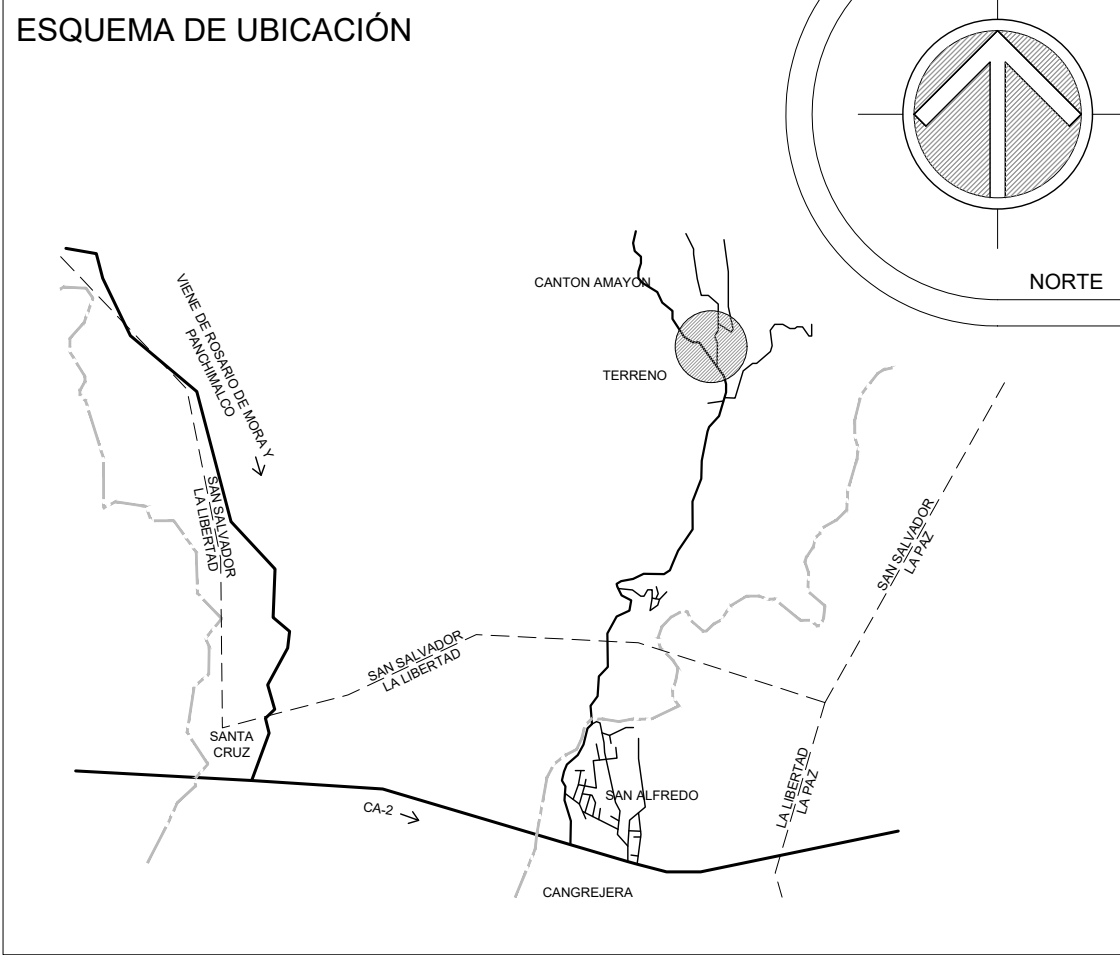 ESQUEMA DE UBICACIÓN
NORTE
CANTON AMAYON
VIENE DE ROSARIO DE MORA Y
PANCHIMALCO
TERRENO
SAN SALVADOR
LA LIBERTAD
SAN SALVADOR
LA PAZ
SAN SALVADOR
LA LIBERTAD
SANTA
CRUZ
LA LIBERTAD
LA PAZ
SAN ALFREDO
CA-2
CANGREJERA